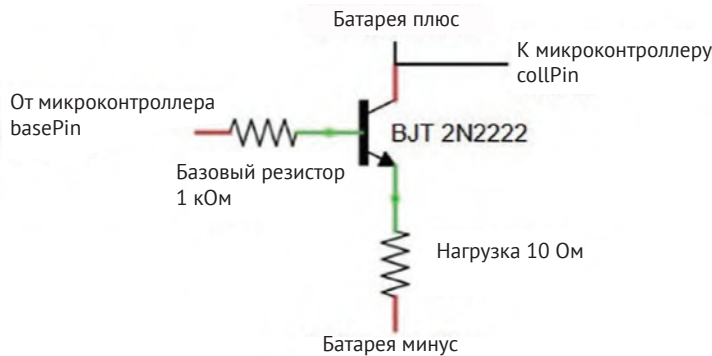 Батарея плюс
К микроконтроллеру
collPin
От микроконтроллера
basePin
BJT 2N2222
Базовый резистор
1 кОм
Нагрузка 10 Ом
Батарея минус